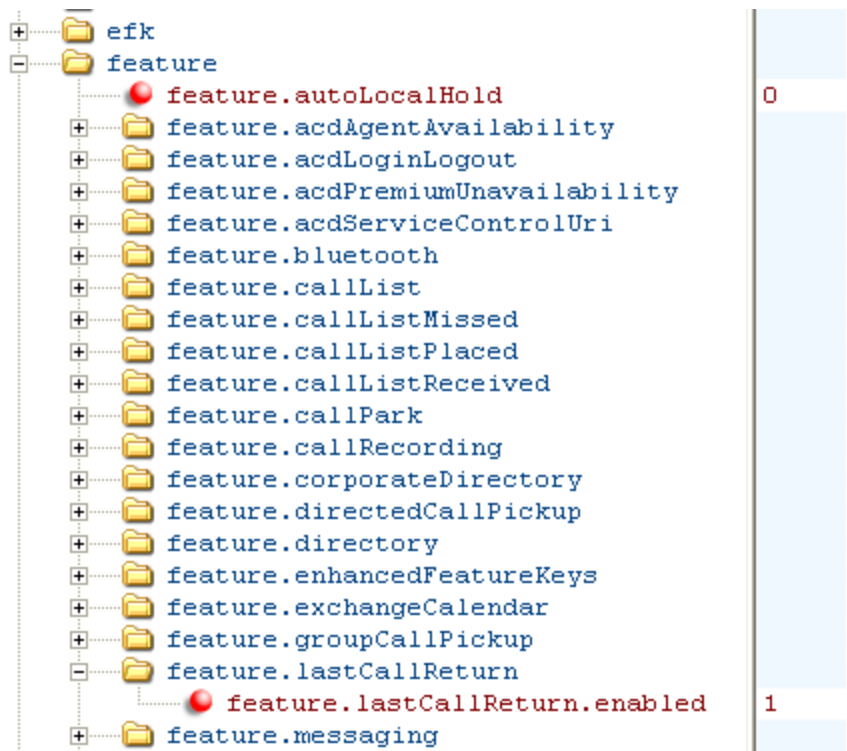 efk
feature
feature.autoLocalHold 0
feature.acdAgentAvailability
feature.acdLoginLogout
feature.acdPremiumUnavailability
feature.acdServiceControlUri
feature.bluetooth
feature.callList
feature.callListMissed
feature.callListPlaced
feature.callListReceived
feature.callPark
feature.callRecording
feature.corporateDirectory
feature.directedCallPickup
feature.directory
feature.enhancedFeatureKeys
feature.exchangeCalendar
feature.groupCallPickup
feature.lastCallReturn
feature.lastCallReturn.enabled 1
feature.messaging